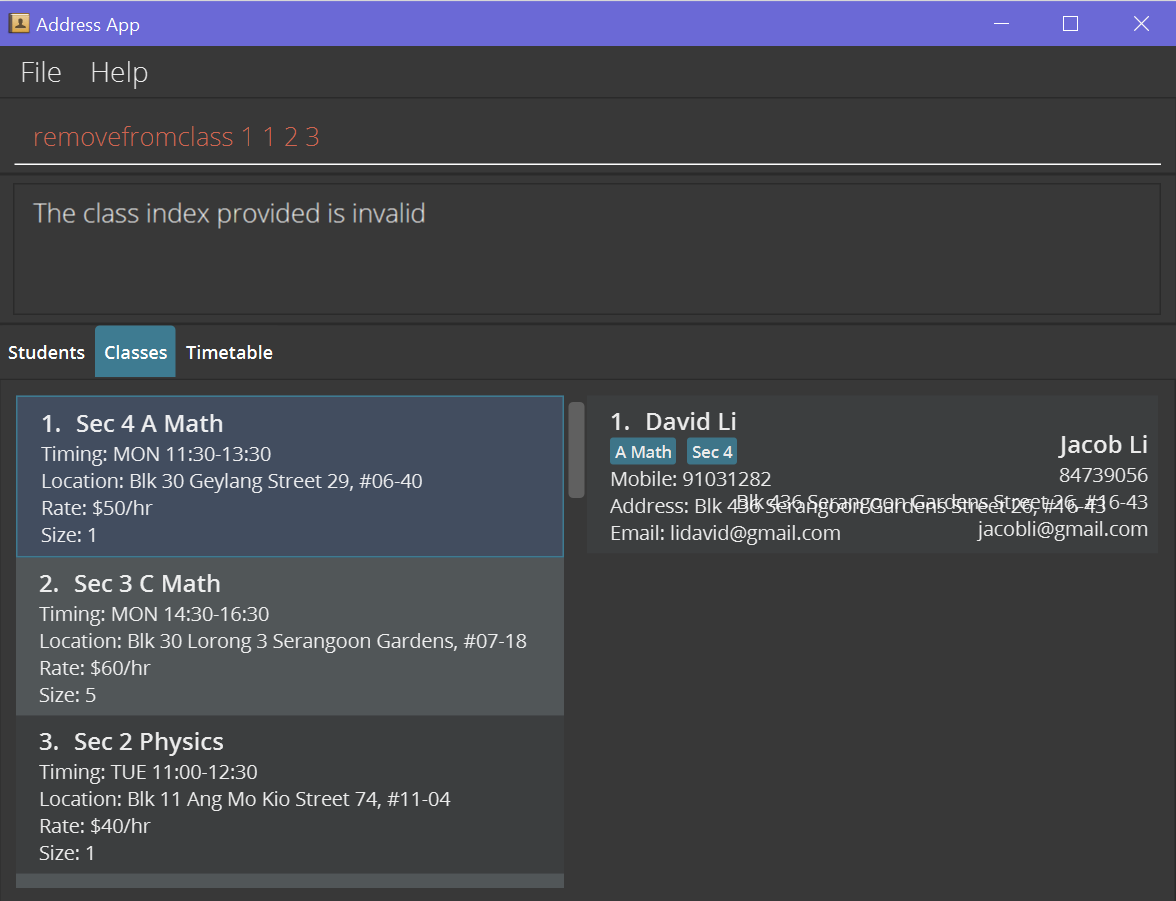 Address App
File Help
removefromclass 1 1 2 3
The class index provided is invalid
Students Classes Timetable
1. Sec 4 A Math
Timing: MON 11:30-13:30
Location: Blk 30 Geylang Street 29, #06-40
Rate: $50/hr
Size: 1
2. Sec 3 C Math
Timing: MON 14:30-16:30
Location: Blk 30 Lorong 3 Serangoon Gardens, #07-18
Rate: $60/hr
Size: 5
3. Sec 2 Physics
Timing: TUE 11:00-12:30
Location: Blk 11 Ang Mo Kio Street 74, #11-04
Rate: $40/hr
Size: 1
1. David Li
A Math Sec 4
Mobile: 91031282
Address: Blk 436 Serangoon Gardens Street 26, #16-43
Email: lidavid@gmail.com
Jacob Li
84739056
Blk 436 Serangoon Gardens Street 26, #16-43
jacobli@gmail.com